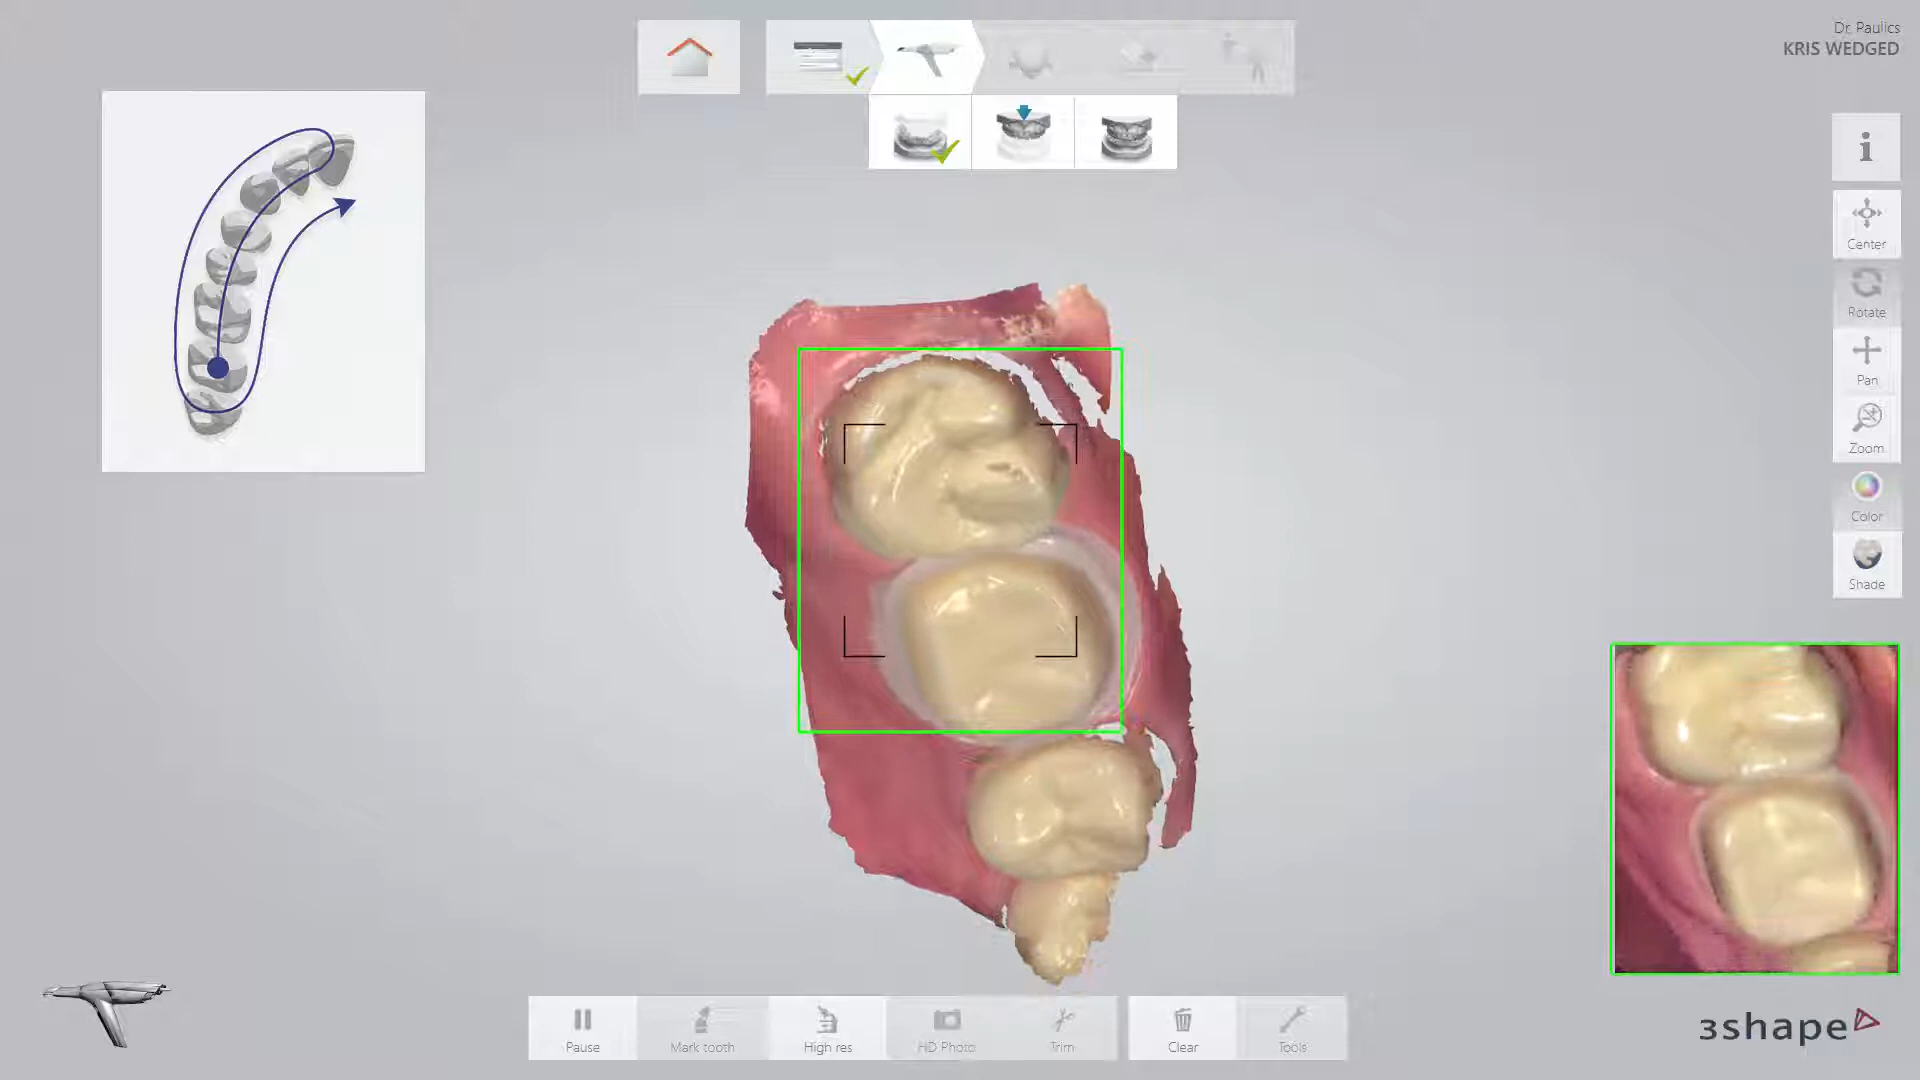 Dr. Paulics
KRIS WEDGED
i
Center
Rotate
Pan
Zoom
Color
Shade
Pause
Mark tooth
High res
HD Photo
Trim
Clear
Tools
3shape